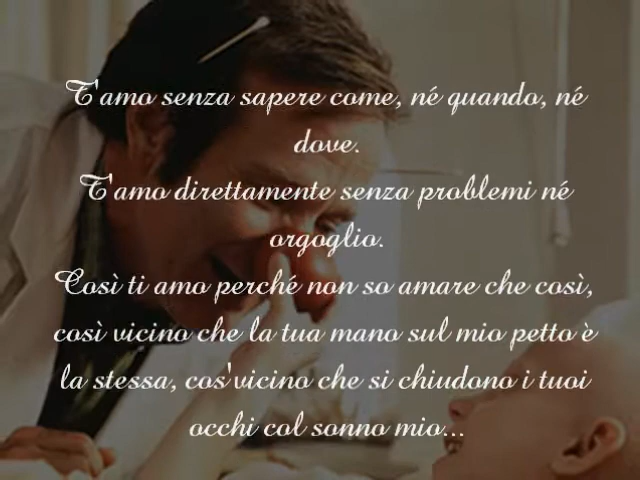 T'amo senza sapere come, né quando, né
dove.
T'amo direttamente senza problemi né
orgoglio.
Così ti amo perché non so amare che così,
così vicino che la tua mano sul mio petto è
la stessa, cos'vicino che si chiudono i tuoi
occhi col sonno mio...